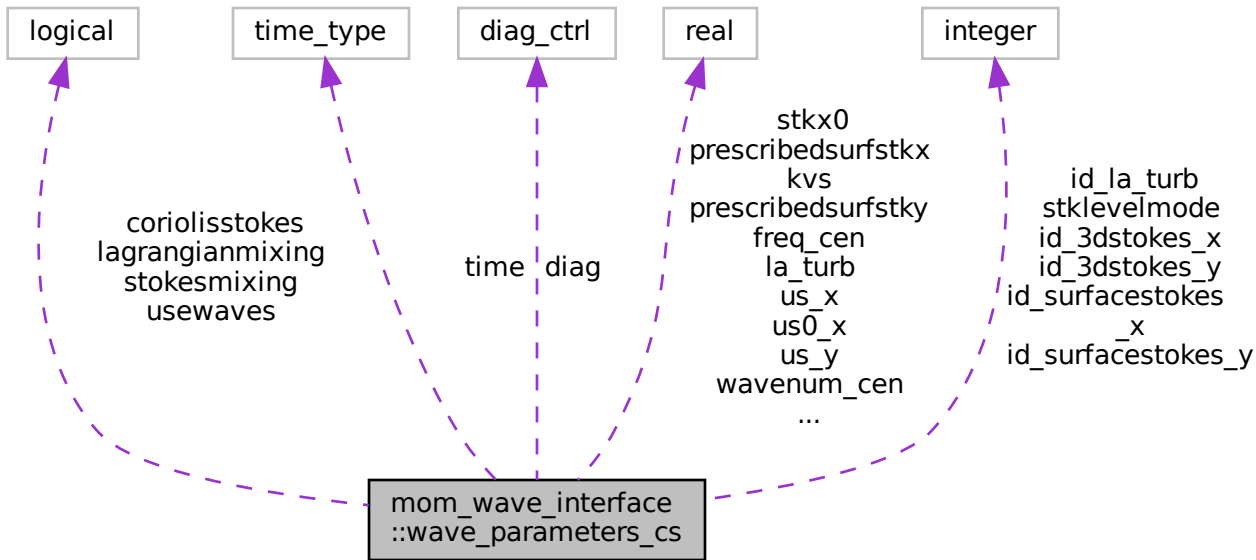 logical
time_type
diag_ctrl
real
integer
coriolisstokes
lagrangianmixing
stokesmixing
usewaves
time
diag
stkx0
prescribedsurfstkx
kvs
prescribedsurfstky
freq_cen
la_turb
us_x
us0_x
us_y
wavenum_cen
...
id_la_turb
stklevelmode
id_3dstokes_x
id_3dstokes_y
id_surfacestokes
_x
id_surfacestokes_y
mom_wave_interface
::wave_parameters_cs